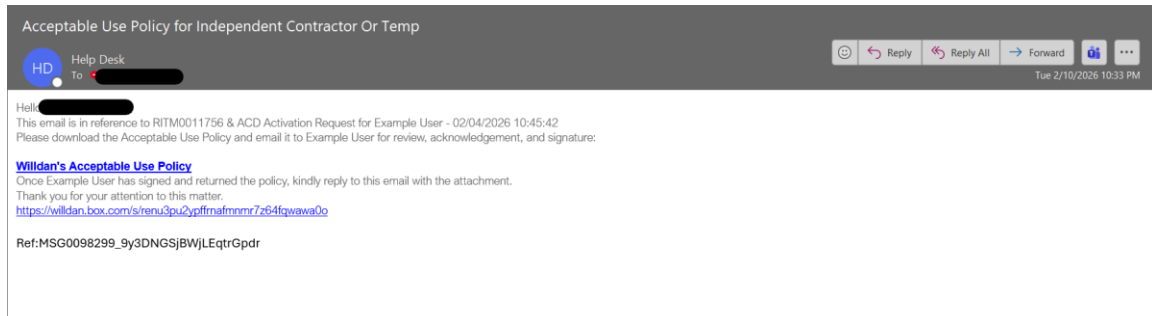 Acceptable Use Policy for Independent Contractor Or Temp
HD
Help Desk
To
Reply
Reply All
Forward
Tue 2/10/2026 10:33 PM
Hello
This email is in reference to RITM0011756 & ACD Activation Request for Example User - 02/04/2026 10:45:42
Please download the Acceptable Use Policy and email it to Example User for review, acknowledgement, and signature:
Willdan's Acceptable Use Policy
Once Example User has signed and returned the policy, kindly reply to this email with the attachment.
Thank you for your attention to this matter.
https://willdan.box.com/s/renu3pu2ypffrnafmnmr7z64fqwawa0o
Ref:MSG0098299_9y3DNGSjBWjLEqtrGpdr